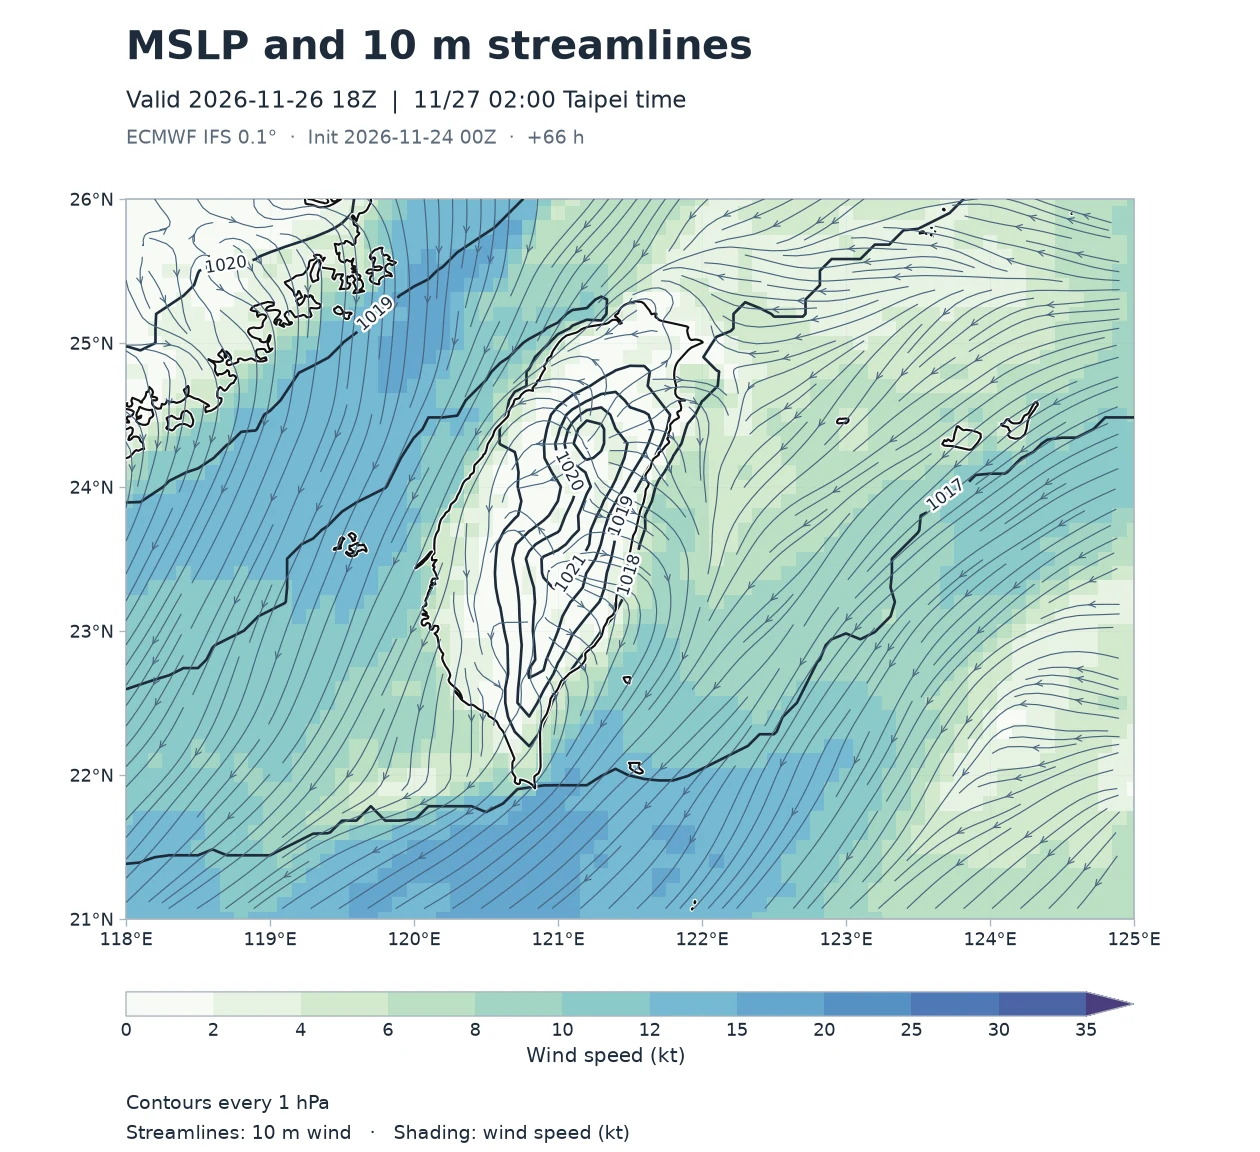 MSLP and 10 m streamlines
Valid 2026-11-26 18Z | 11/27 02:00 Taipei time
ECMWF IFS 0.1° · Init 2026-11-24 00Z · +66 h
26°N
25°N
24°N
23°N
22°N
21°N
1020
1019
1017
1020
1019
1021
1018
118°E 119°E 120°E 121°E 122°E 123°E 124°E 125°E
0 2 4 6 8 10 12 15 20 25 30 35
Wind speed (kt)
Contours every 1 hPa
Streamlines: 10 m wind · Shading: wind speed (kt)